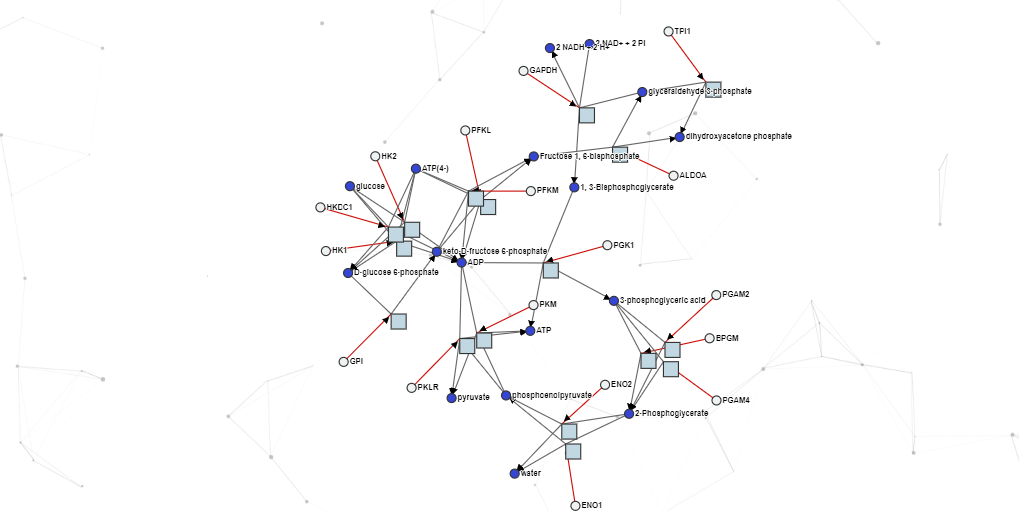 TPI1
2 NADH + 2 H+
2 NAD+ + 2 PI
GAPDH
glyceraldehyde 3-phosphate
PFKL
dihydroxyacetone phosphate
HK2
Fructose 1, 6-bisphosphate
ATP(4-)
ALDOA
glucose
1, 3-Bisphosphoglycerate
PFKM
HKDC1
PGK1
HK1
keto-D-fructose 6-phosphate
ADP
D-glucose 6-phosphate
PGAM2
3-phosphoglyceric acid
PKM
ATP
EPGM
GPI
ENO2
PKLR
phosphoenolpyruvate
pyruvate
PGAM4
2-Phosphoglycerate
water
ENO1